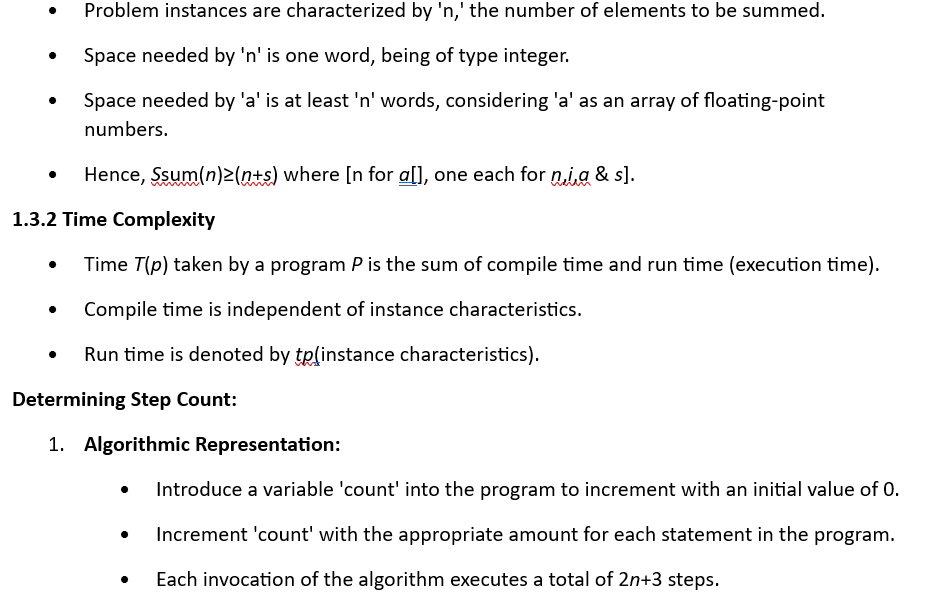 • Problem instances are characterized by 'n,' the number of elements to be summed.
• Space needed by 'n' is one word, being of type integer.
• Space needed by 'a' is at least 'n' words, considering 'a' as an array of floating-point
numbers.
• Hence, Ssum(n)≥(n+s) where [n for a[], one each for n,i,a & s].
1.3.2 Time Complexity
• Time T(p) taken by a program P is the sum of compile time and run time (execution time).
• Compile time is independent of instance characteristics.
• Run time is denoted by tp(instance characteristics).
Determining Step Count:
1. Algorithmic Representation:
• Introduce a variable 'count' into the program to increment with an initial value of 0.
• Increment 'count' with the appropriate amount for each statement in the program.
• Each invocation of the algorithm executes a total of 2n+3 steps.